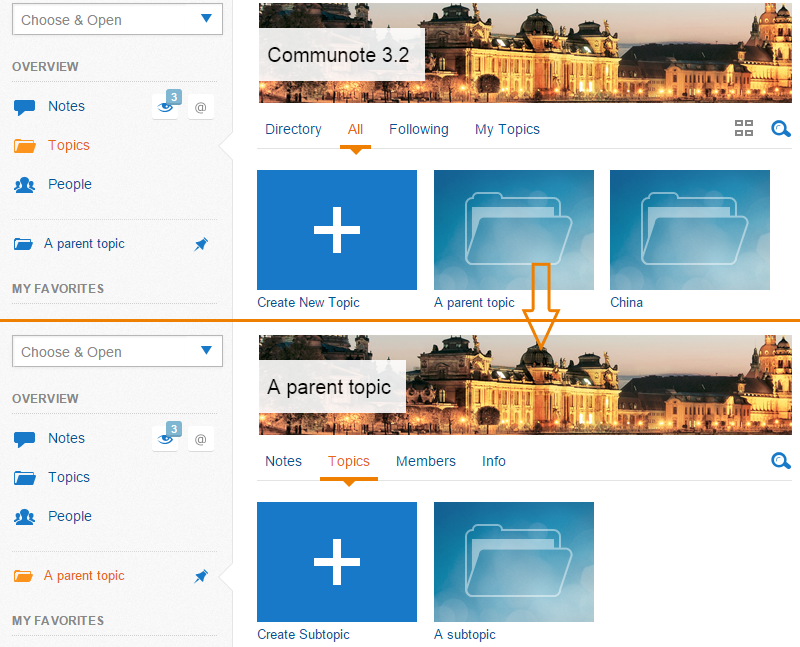 Choose & Open
OVERVIEW
Notes
3
@
Topics
People
A parent topic
MY FAVORITES
Communote 3.2
Directory All Following My Topics
Create New Topic A parent topic China
Choose & Open
OVERVIEW
Notes
3
@
Topics
People
A parent topic
MY FAVORITES
A parent topic
Notes Topics Members Info
Create Subtopic A subtopic